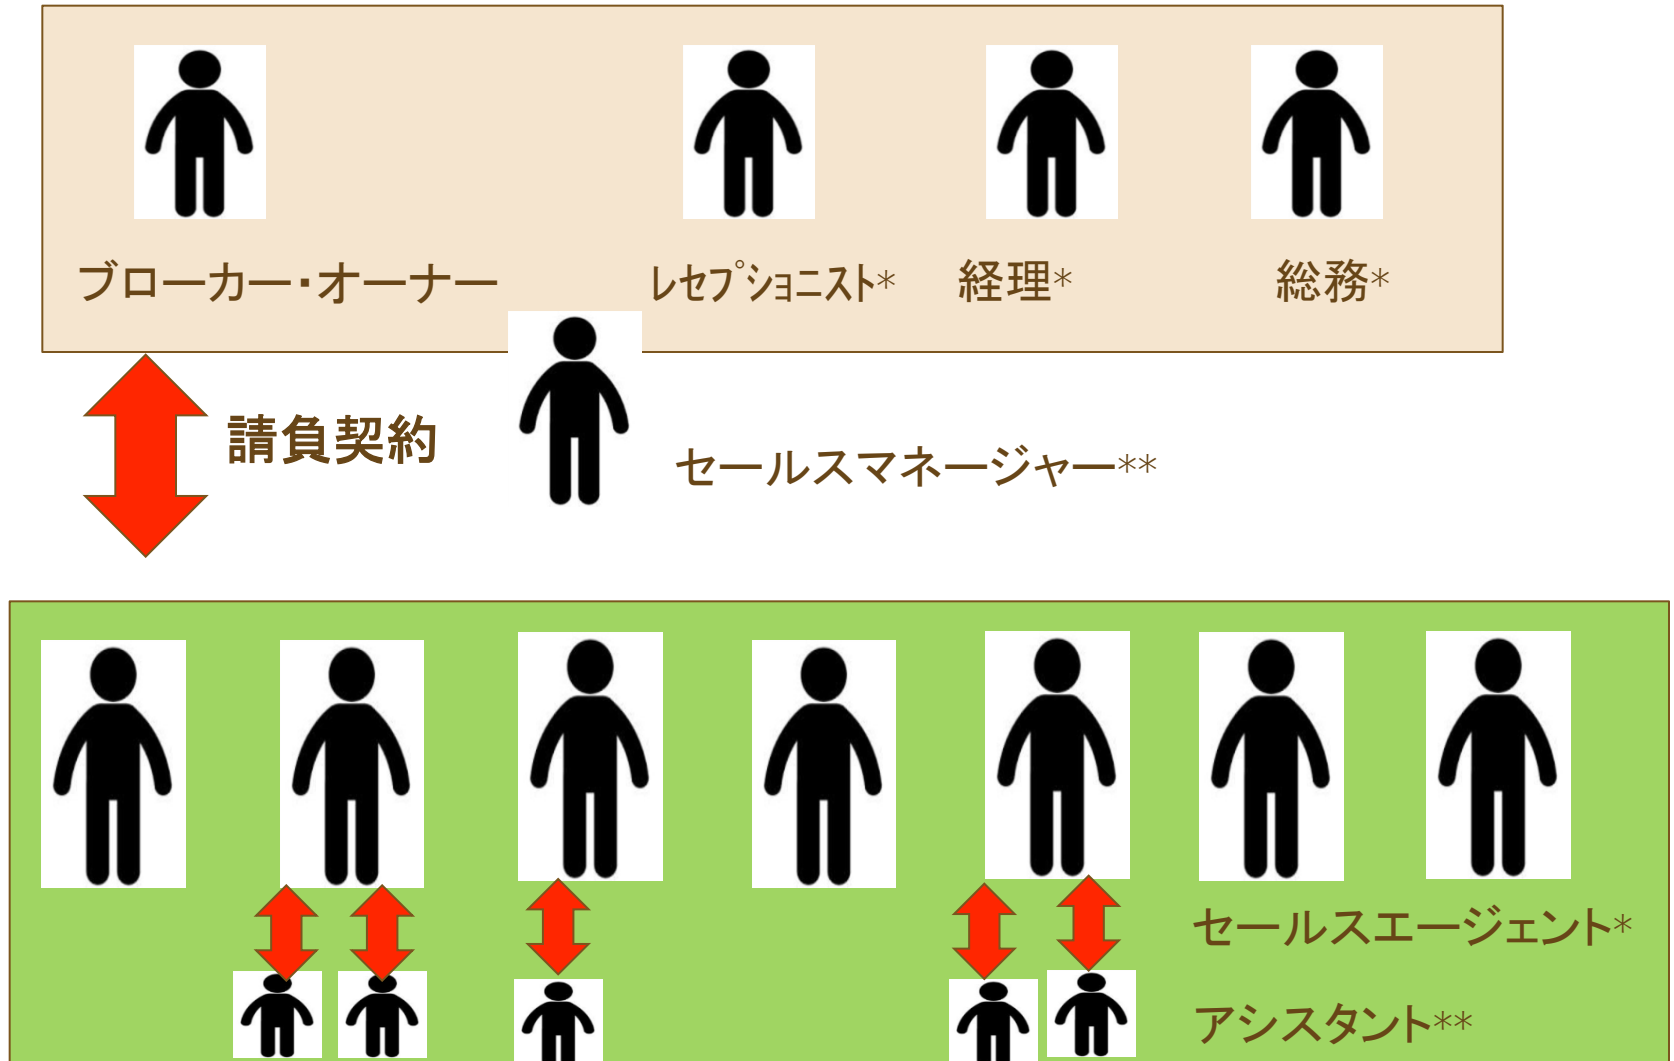 ブローカー・オーナー
レセプショニスト*
経理*
総務*
請負契約
セールスマネージャー**
セールスエージェント*
アシスタント**